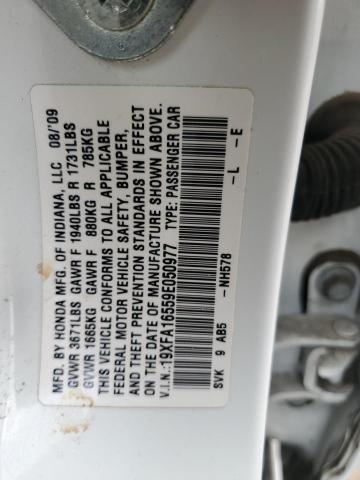 MFD. BY HONDA MFG. OF INDIANA, LLC 08/'09
GVWR 3671LBS GAWR F 1940LBS R 1731LBS
GVWR 1665KG GAWR F 880KG R 785KG
THIS VEHICLE CONFORMS TO ALL APPLICABLE
FEDERAL MOTOR VEHICLE SAFETY, BUMPER,
AND THEFT PREVENTION STANDARDS IN EFFECT
ON THE DATE OF MANUFACTURE SHOWN ABOVE.
V.I.N.:19XFA16559E050977 TYPE: PASSENGER CAR
-NH578 -L -E
SVK 9 AB5